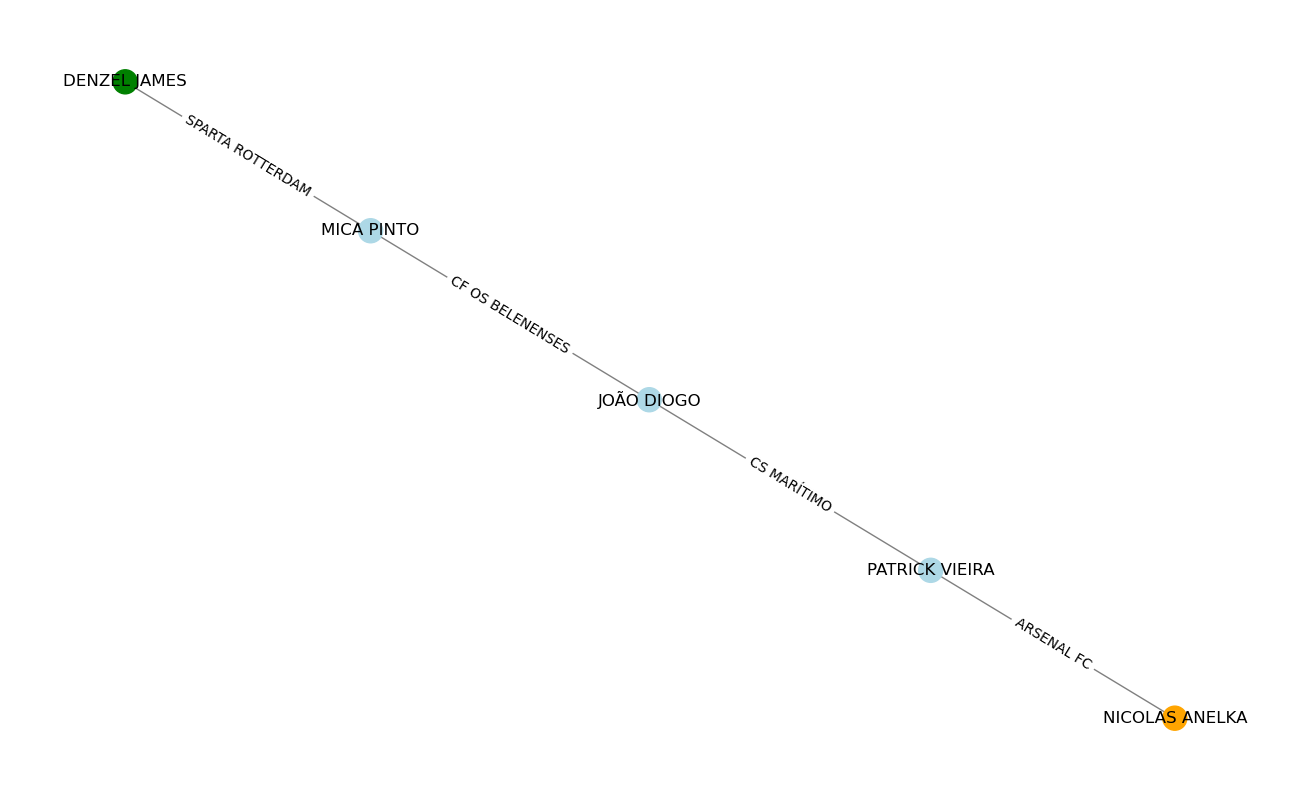 DENZEL JAMES
SPARTA ROTTERDAM
MICA PINTO
CF OS BELENENSES
JOÃO DIOGO
CS MARÍTIMO
PATRICK VIEIRA
ARSENAL FC
NICOLAS ANELKA